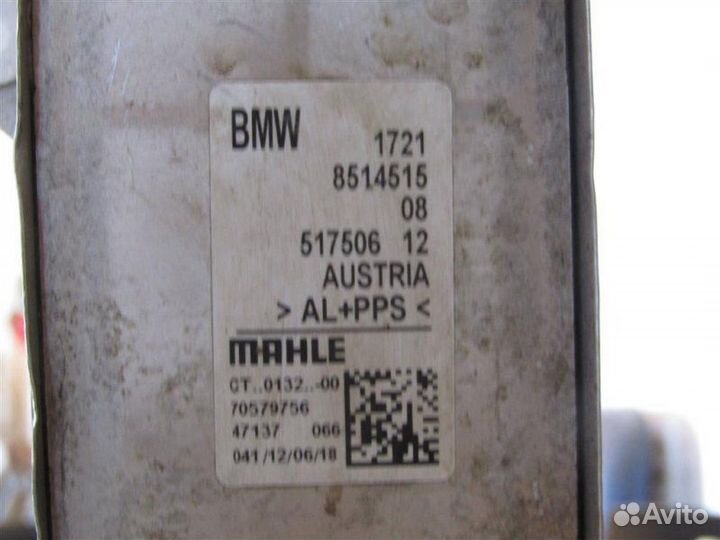 BMW 1721
8514515
08
517506 12
AUSTRIA
> AL+PPS <
MAHLE
CT..0132..-00
70579756
47137 066
041/12/06/18
Avito